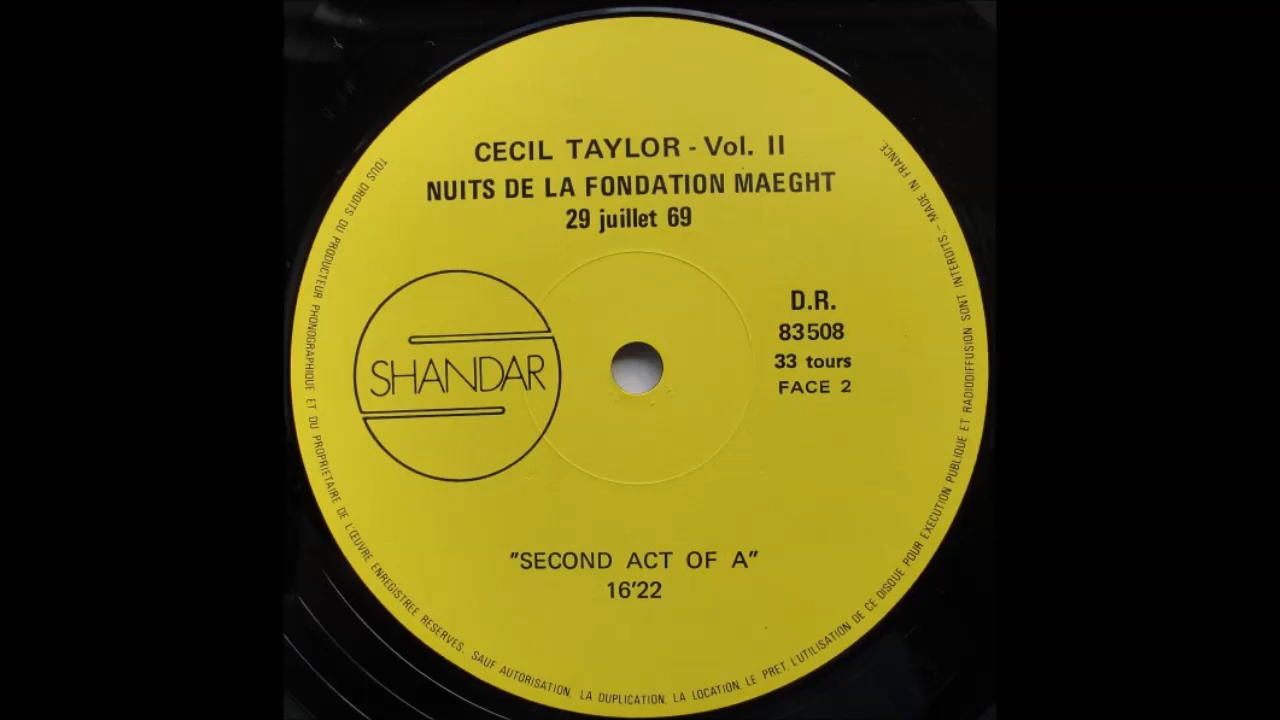 CECIL TAYLOR - Vol. II
NUITS DE LA FONDATION MAEGHT
29 juillet 69
SHANDAR
D.R.
83508
33 tours
FACE 2
"SECOND ACT OF A"
16'22
TOUS DROITS DU PRODUCTEUR PHONOGRAPHIQUE ET DU PROPRIETAIRE DE L'ŒUVRE ENREGISTREE RESERVES. SAUF AUTORISATION, LA DUPLICATION, LA LOCATION, LE PRET, L'UTILISATION DE CE DISQUE POUR EXECUTION PUBLIQUE ET RADIODIFFUSION SONT INTERDITS. - MADE IN FRANCE.